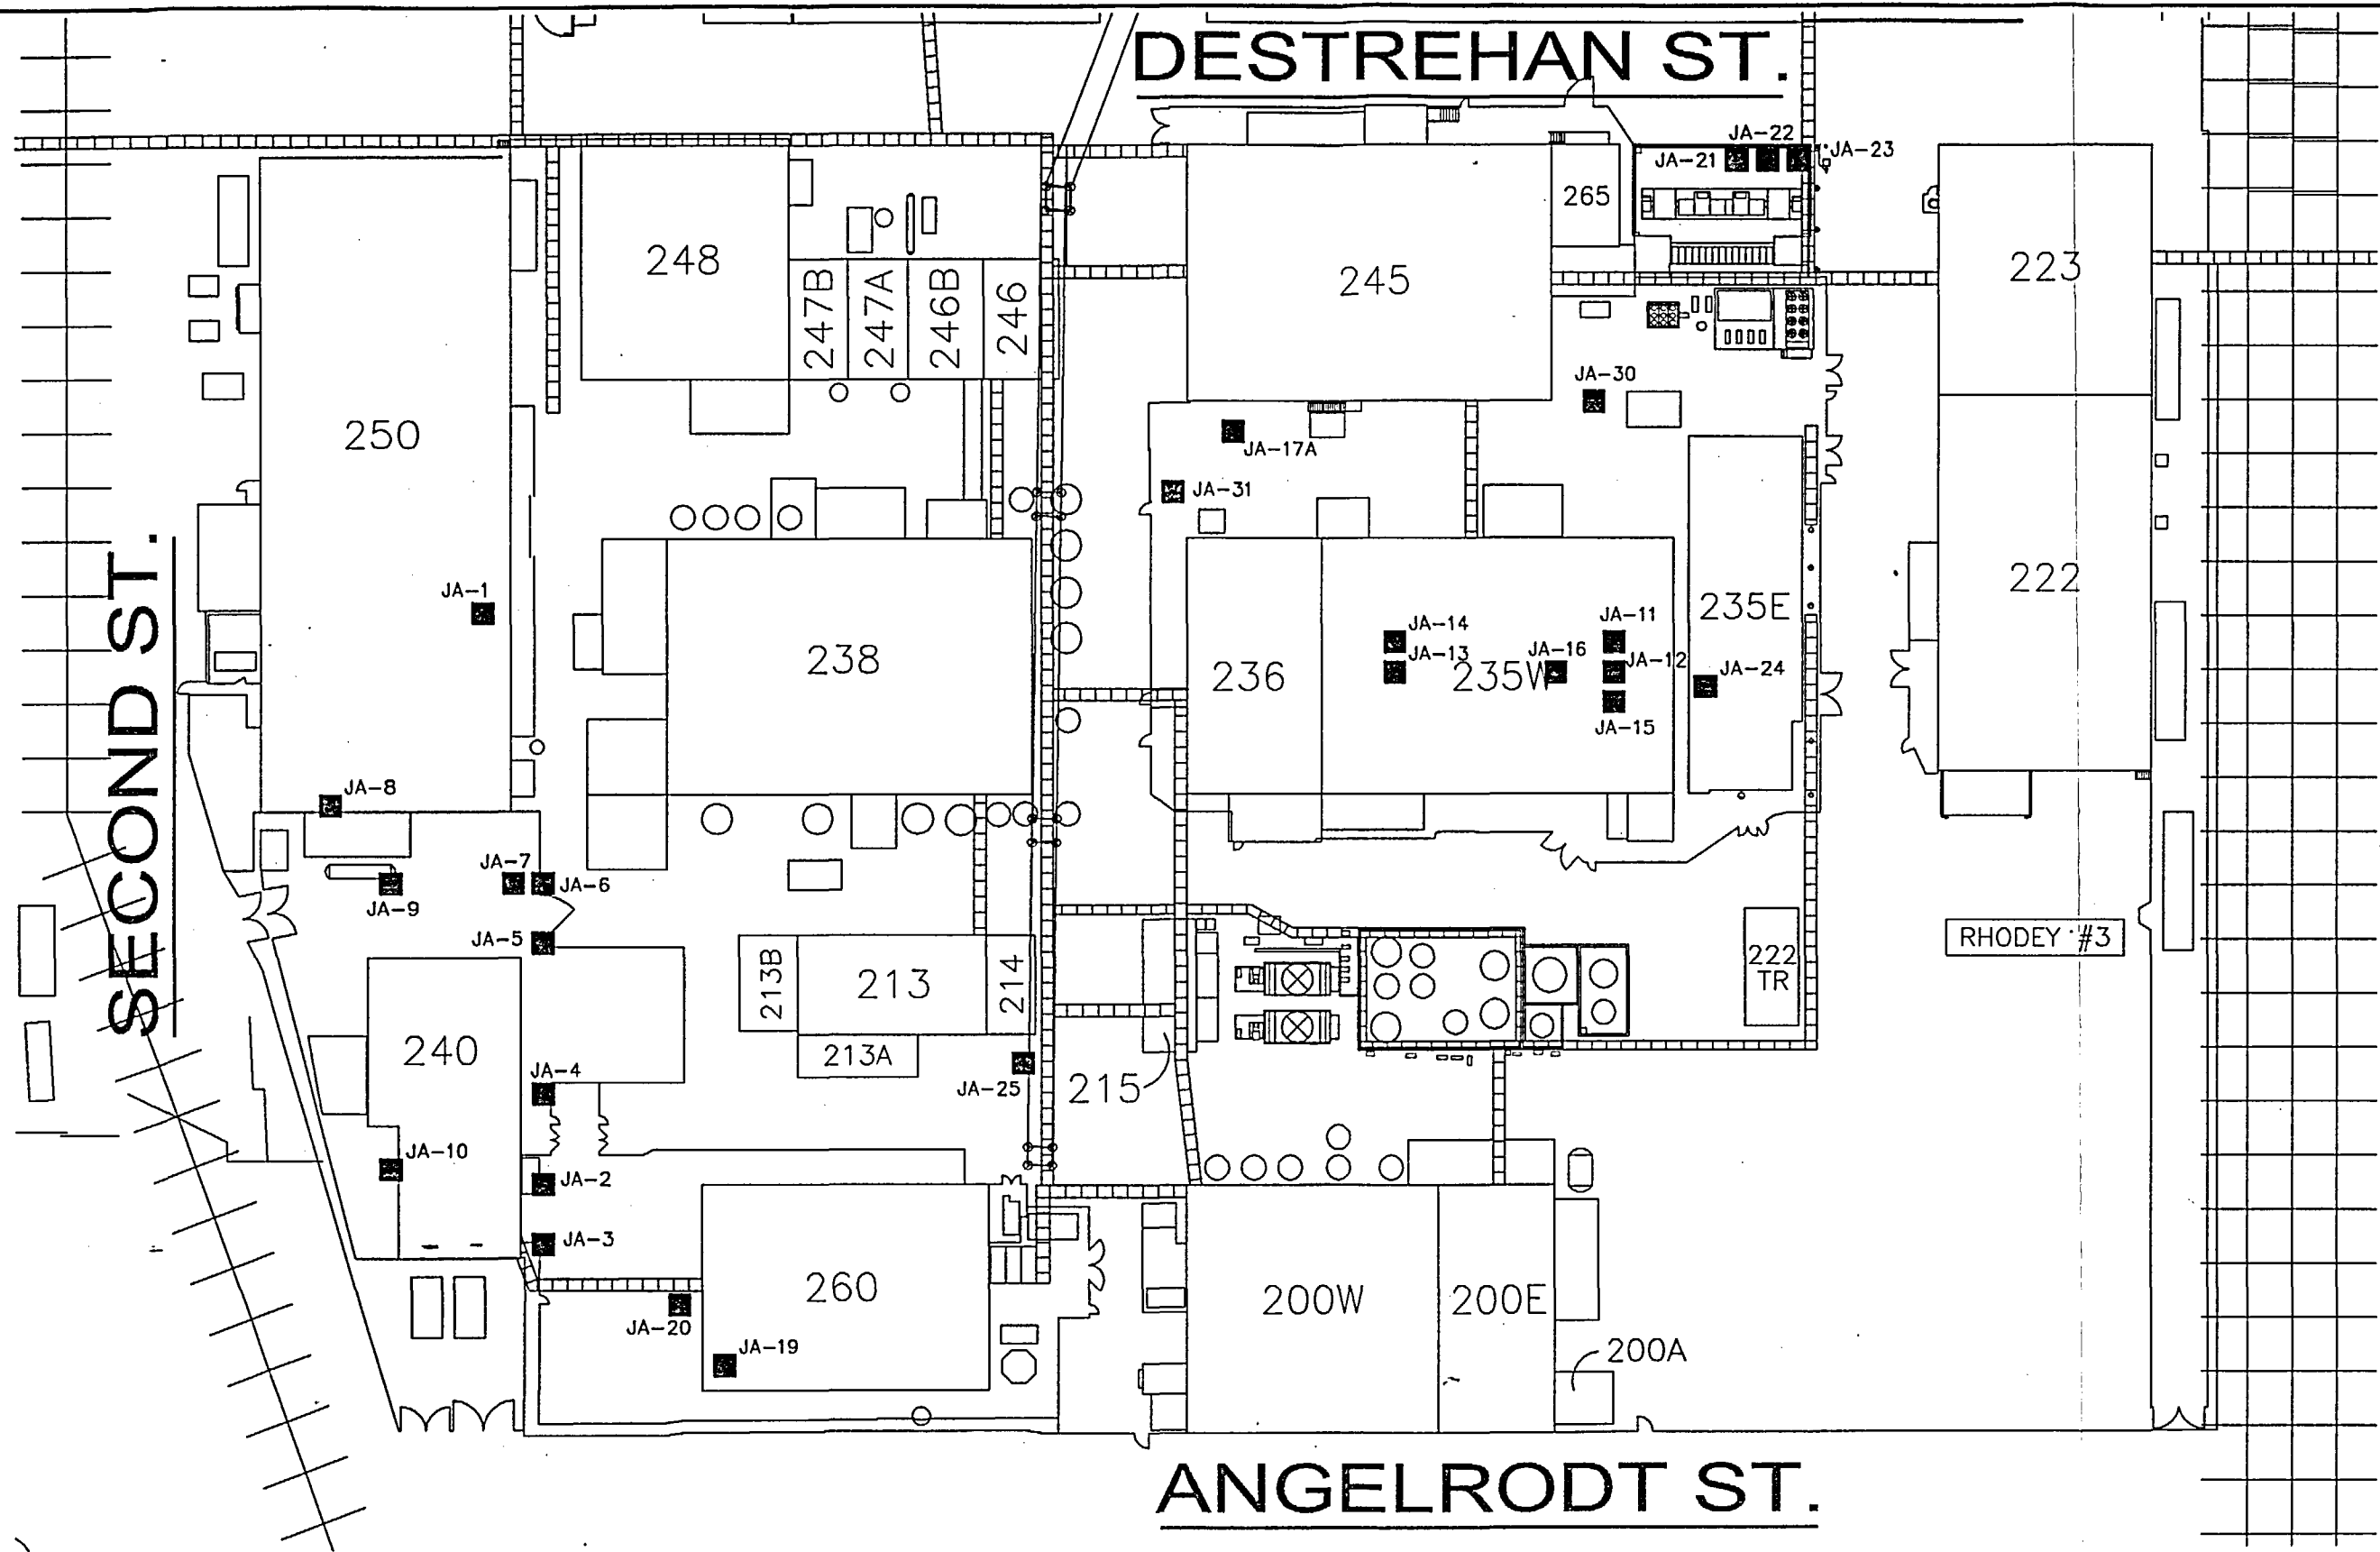 DESTREHAN ST.
JA-22
JA-21
JA-23
265
248
245
223
247B
247A
246B
246
JA-30
250
JA-17A
JA-31
SECOND ST.
222
JA-1
235E
JA-11
JA-14
238
236
JA-13
235W
JA-16
JA-12
JA-24
JA-15
JA-8
JA-7
JA-6
JA-9
JA-5
RHODEY #3
213B
213
214
222
TR
240
213A
JA-4
JA-25
215
JA-10
JA-2
JA-3
260
200W
200E
JA-20
JA-19
200A
ANGELRODT ST.